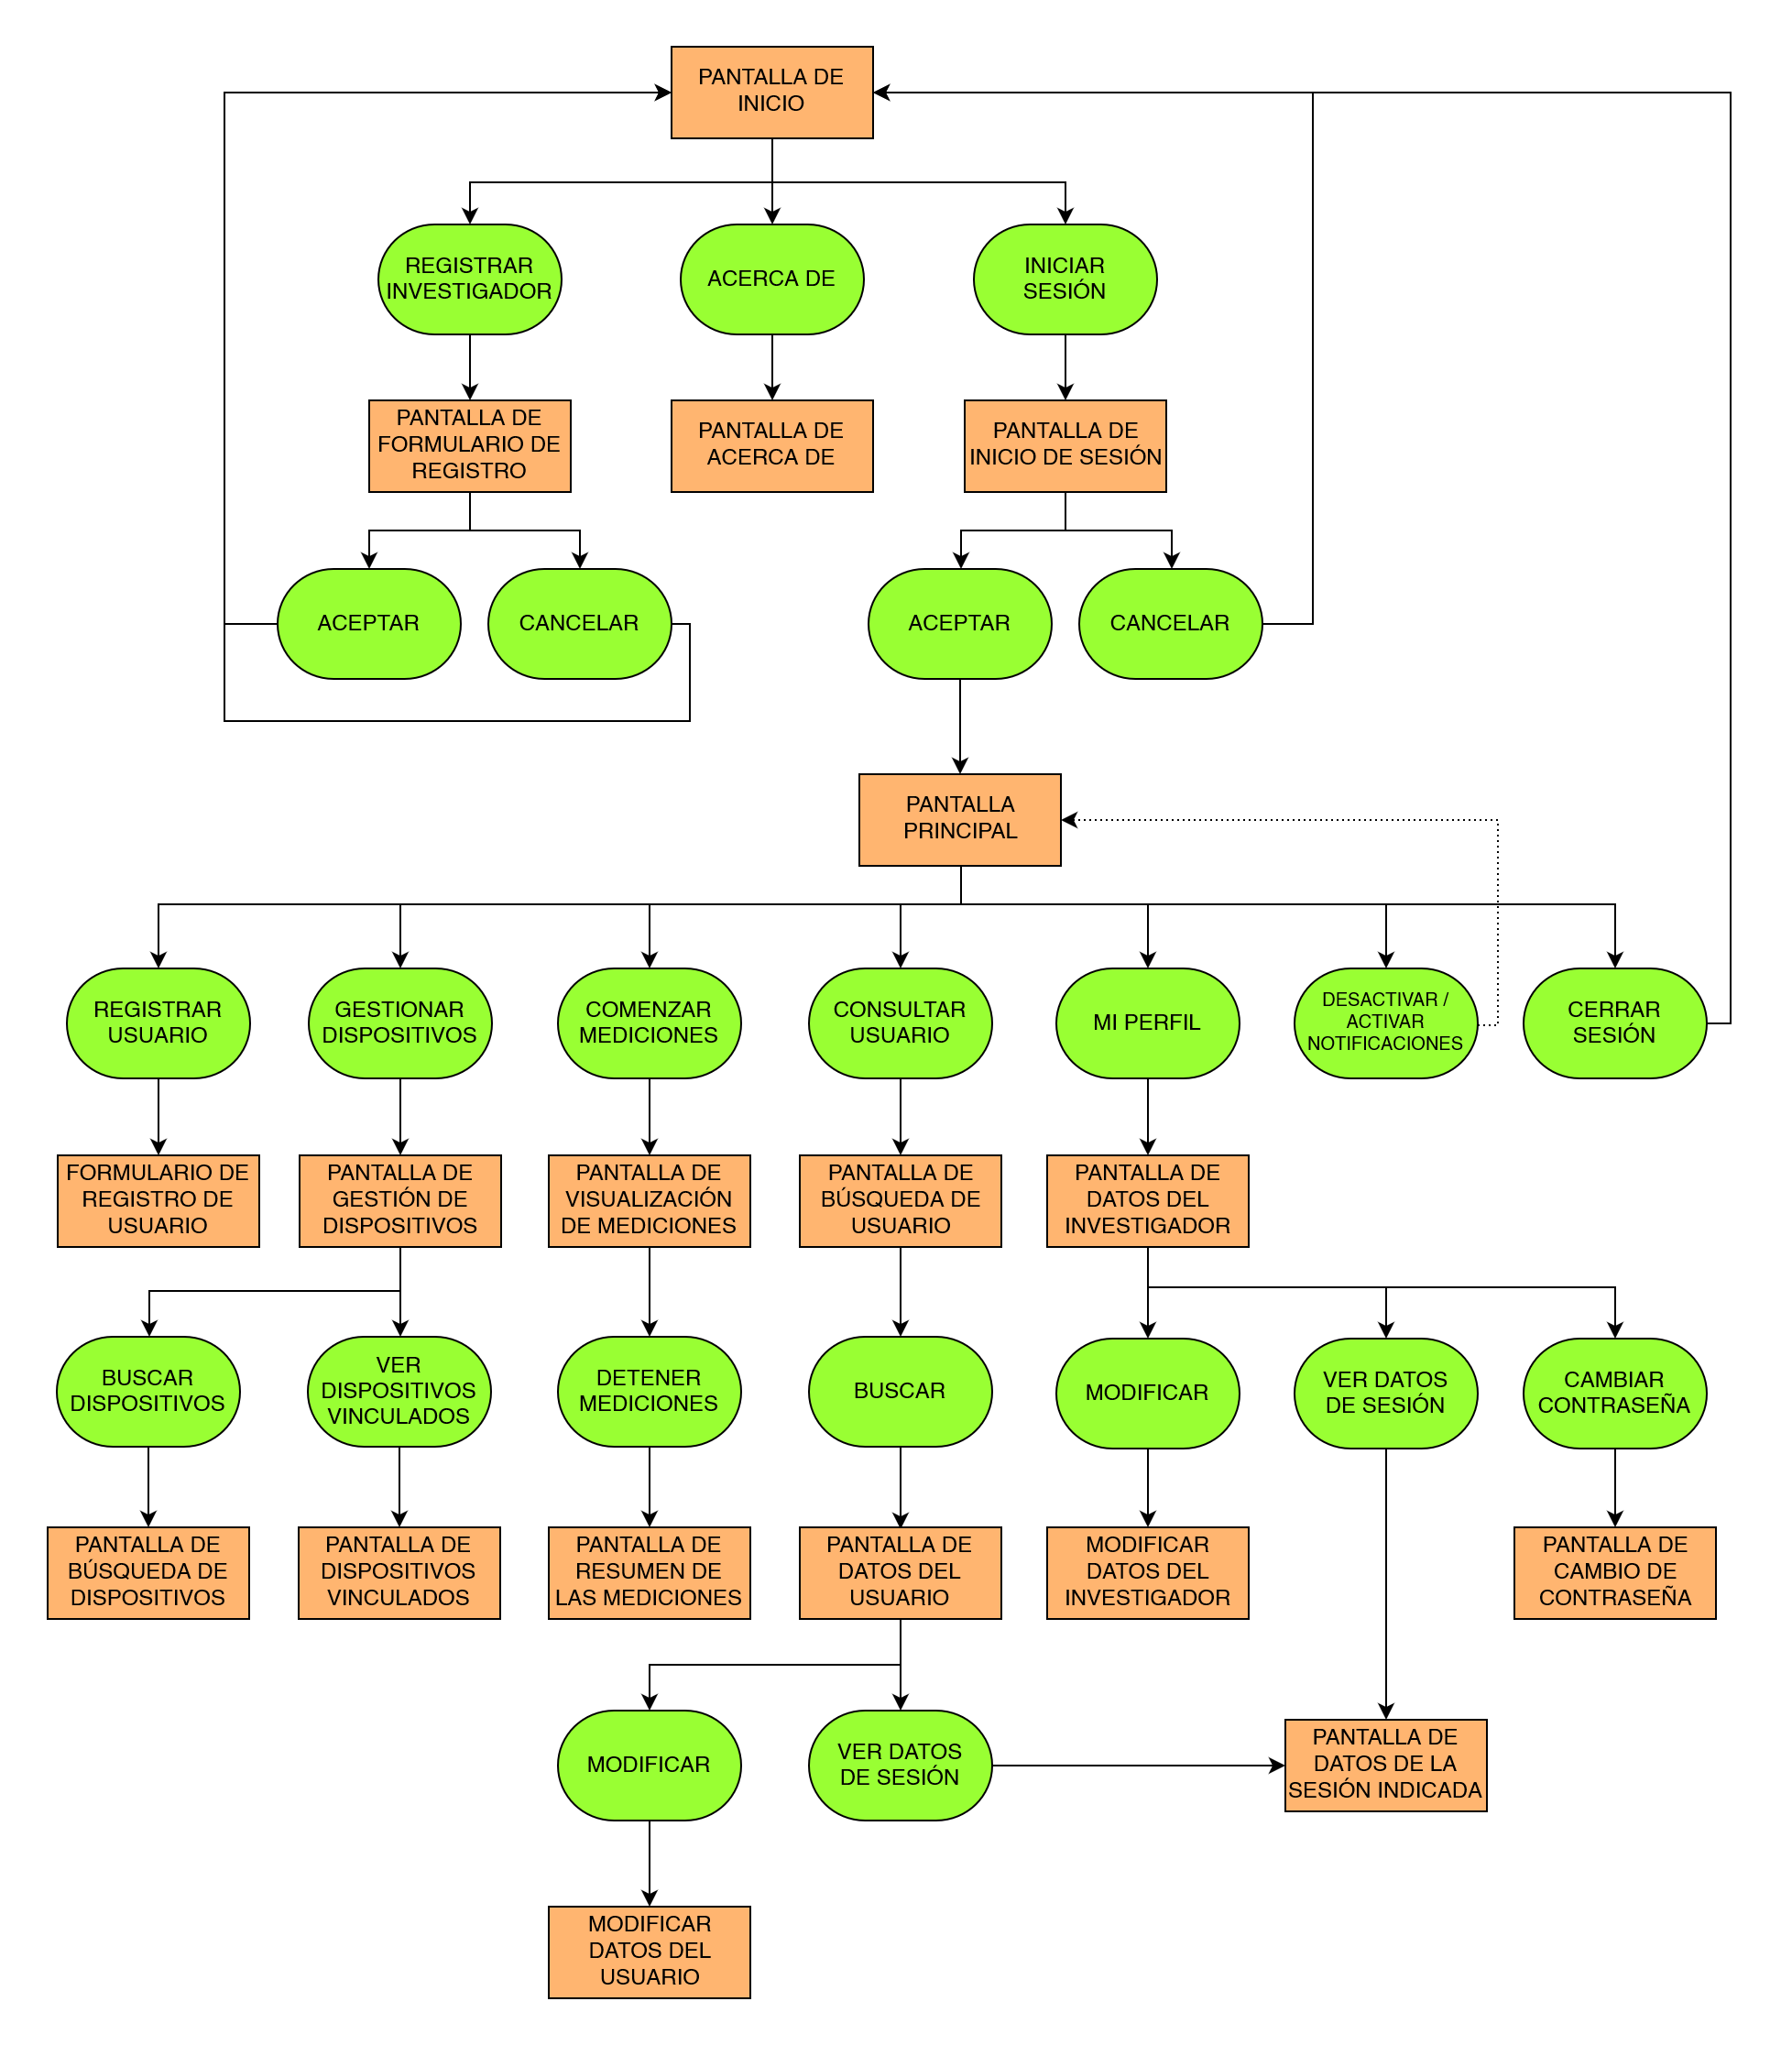 PANTALLA DE
INICIO
REGISTRAR
INVESTIGADOR
ACERCA DE
INICIAR
SESIÓN
PANTALLA DE
FORMULARIO DE
REGISTRO
PANTALLA DE
ACERCA DE
PANTALLA DE
INICIO DE SESIÓN
ACEPTAR
CANCELAR
ACEPTAR
CANCELAR
PANTALLA
PRINCIPAL
REGISTRAR
USUARIO
GESTIONAR
DISPOSITIVOS
COMENZAR
MEDICIONES
CONSULTAR
USUARIO
MI PERFIL
DESACTIVAR /
ACTIVAR
NOTIFICACIONES
CERRAR
SESIÓN
FORMULARIO DE
REGISTRO DE
USUARIO
PANTALLA DE
GESTIÓN DE
DISPOSITIVOS
PANTALLA DE
VISUALIZACIÓN
DE MEDICIONES
PANTALLA DE
BÚSQUEDA DE
USUARIO
PANTALLA DE
DATOS DEL
INVESTIGADOR
BUSCAR
DISPOSITIVOS
VER
DISPOSITIVOS
VINCULADOS
DETENER
MEDICIONES
BUSCAR
MODIFICAR
VER DATOS
DE SESIÓN
CAMBIAR
CONTRASEÑA
PANTALLA DE
BÚSQUEDA DE
DISPOSITIVOS
PANTALLA DE
DISPOSITIVOS
VINCULADOS
PANTALLA DE
RESUMEN DE
LAS MEDICIONES
PANTALLA DE
DATOS DEL
USUARIO
MODIFICAR
DATOS DEL
INVESTIGADOR
PANTALLA DE
CAMBIO DE
CONTRASEÑA
MODIFICAR
VER DATOS
DE SESIÓN
PANTALLA DE
DATOS DE LA
SESIÓN INDICADA
MODIFICAR
DATOS DEL
USUARIO